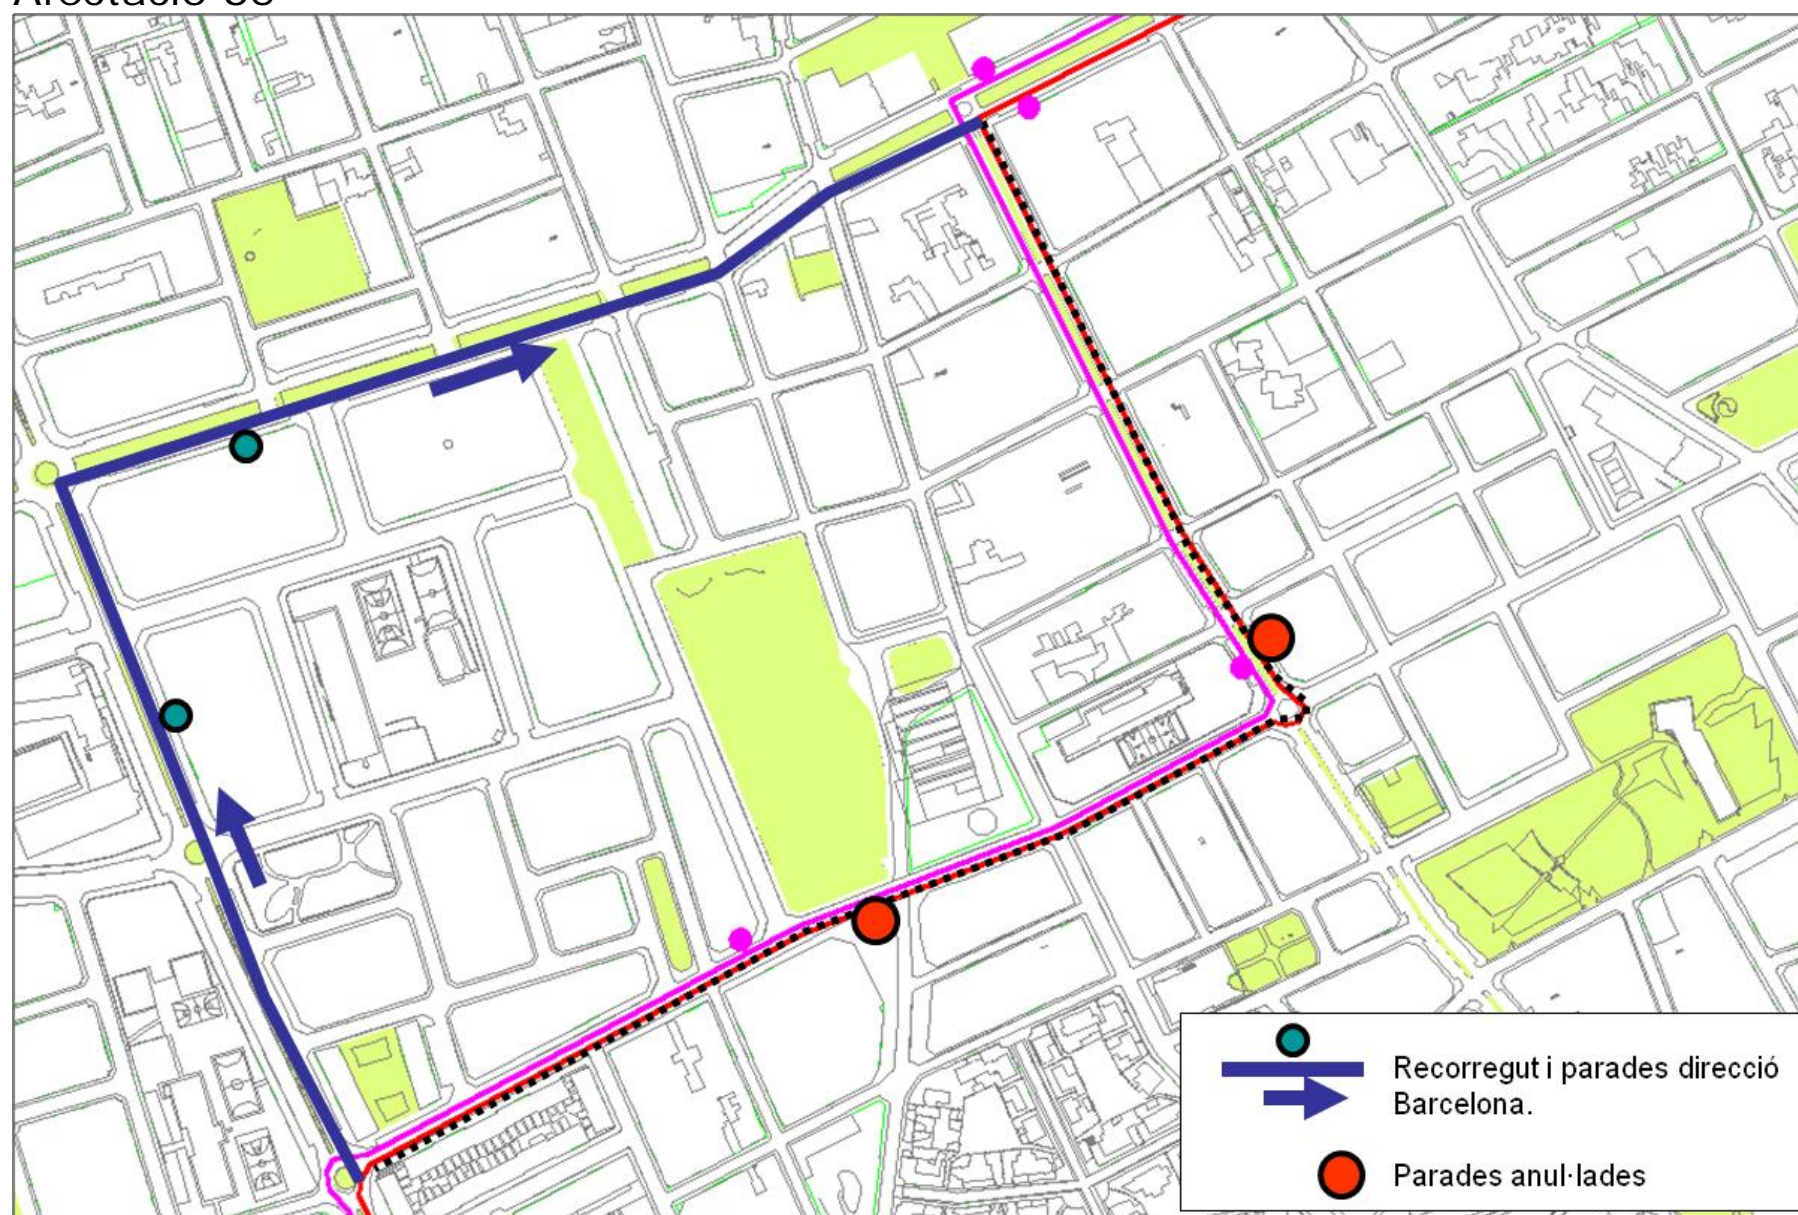 Recorregut i parades direcció
Barcelona.
Parades anul·lades